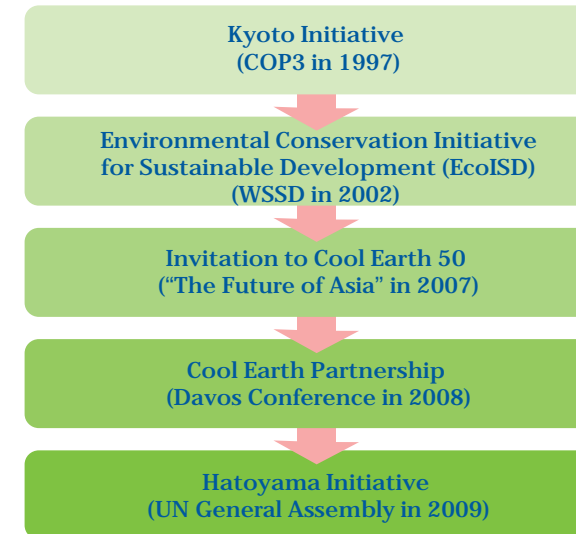 Kyoto Initiative
(COP3 in 1997)
Environmental Conservation Initiative
for Sustainable Development (EcoISD)
(WSSD in 2002)
Invitation to Cool Earth 50
(“The Future of Asia” in 2007)
Cool Earth Partnership
(Davos Conference in 2008)
Hatoyama Initiative
(UN General Assembly in 2009)